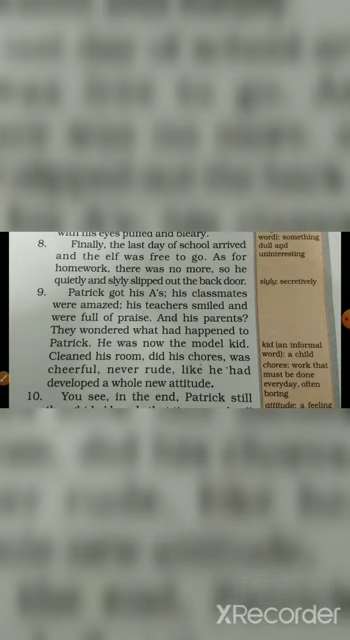 with his eyes puffed and bleary.
8. Finally, the last day of school arrived
and the elf was free to go. As for
homework, there was no more, so he
quietly and slyly slipped out the back door.
9. Patrick got his A's; his classmates
were amazed; his teachers smiled and
were full of praise. And his parents?
They wondered what had happened to
Patrick. He was now the model kid.
Cleaned his room, did his chores, was
cheerful, never rude, like he had
developed a whole new attitude.
10. You see, in the end, Patrick still
word): something
dull and
uninteresting
slyly: secretively
kid (an informal
word): a child
chores: work that
must be done
everyday, often
boring
attitude: a feeling
XRecorder